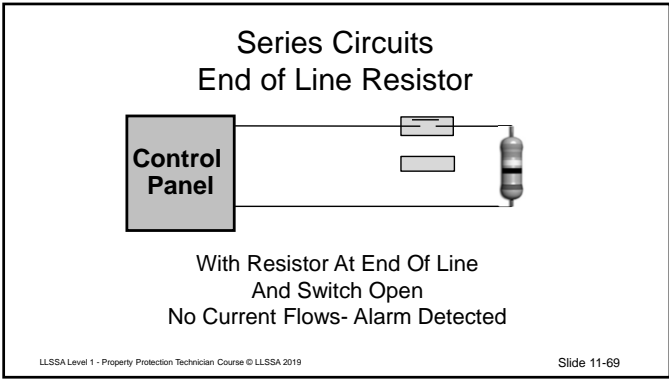 Series Circuits
End of Line Resistor
Control
Panel
With Resistor At End Of Line
And Switch Open
No Current Flows- Alarm Detected
LLSSA Level 1 - Property Protection Technician Course © LLSSA 2019
Slide 11-69